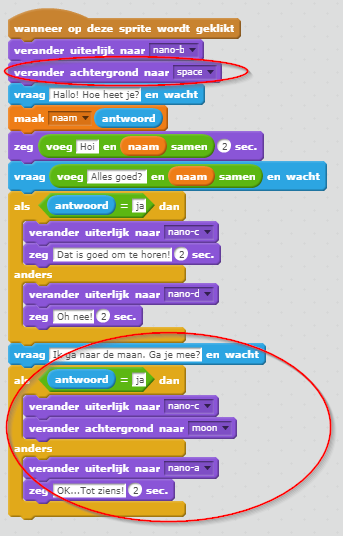 wanneer op deze sprite wordt geklikt
verander uiterlijk naar nano-b
verander achtergrond naar space
vraag Hallo! Hoe heet je? en wacht
maak naam antwoord
zeg voeg Hoi en naam samen 2 sec.
vraag voeg Alles goed? en naam samen en wacht
als antwoord = ja dan
verander uiterlijk naar nano-c
zeg Dat is goed om te horen! 2 sec.
anders
verander uiterlijk naar nano-d
zeg Oh nee! 2 sec.
vraag Ik ga naar de maan. Ga je mee? en wacht
als antwoord = ja dan
verander uiterlijk naar nano-c
verander achtergrond naar moon
anders
verander uiterlijk naar nano-a
zeg OK...Tot ziens! 2 sec.